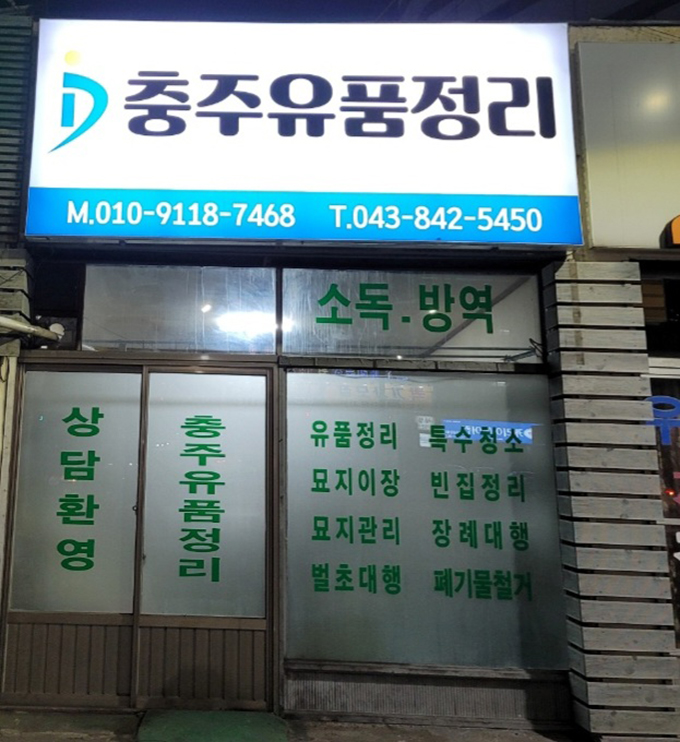 충주유품정리
M.010-9118-7468 T.043-842-5450
소독.방역
상담환영
충주유품정리
유품정리 특수청소
묘지이장 빈집정리
묘지관리 장례대행
벌초대행 폐기물철거